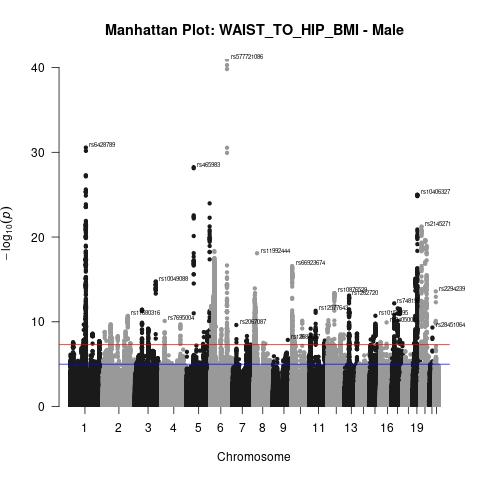 Manhattan Plot: WAIST_TO_HIP_BMI - Male
−log10(p)
40
30
20
10
0
rs577721086
rs6428789
rs465983
rs10406327
rs2145271
rs11992444
rs66923674
rs10049088
rs2294239
rs7695004
rs2067087
rs28451064
1
2
3
4
5
6
7
8
9
11
13
16
19
Chromosome